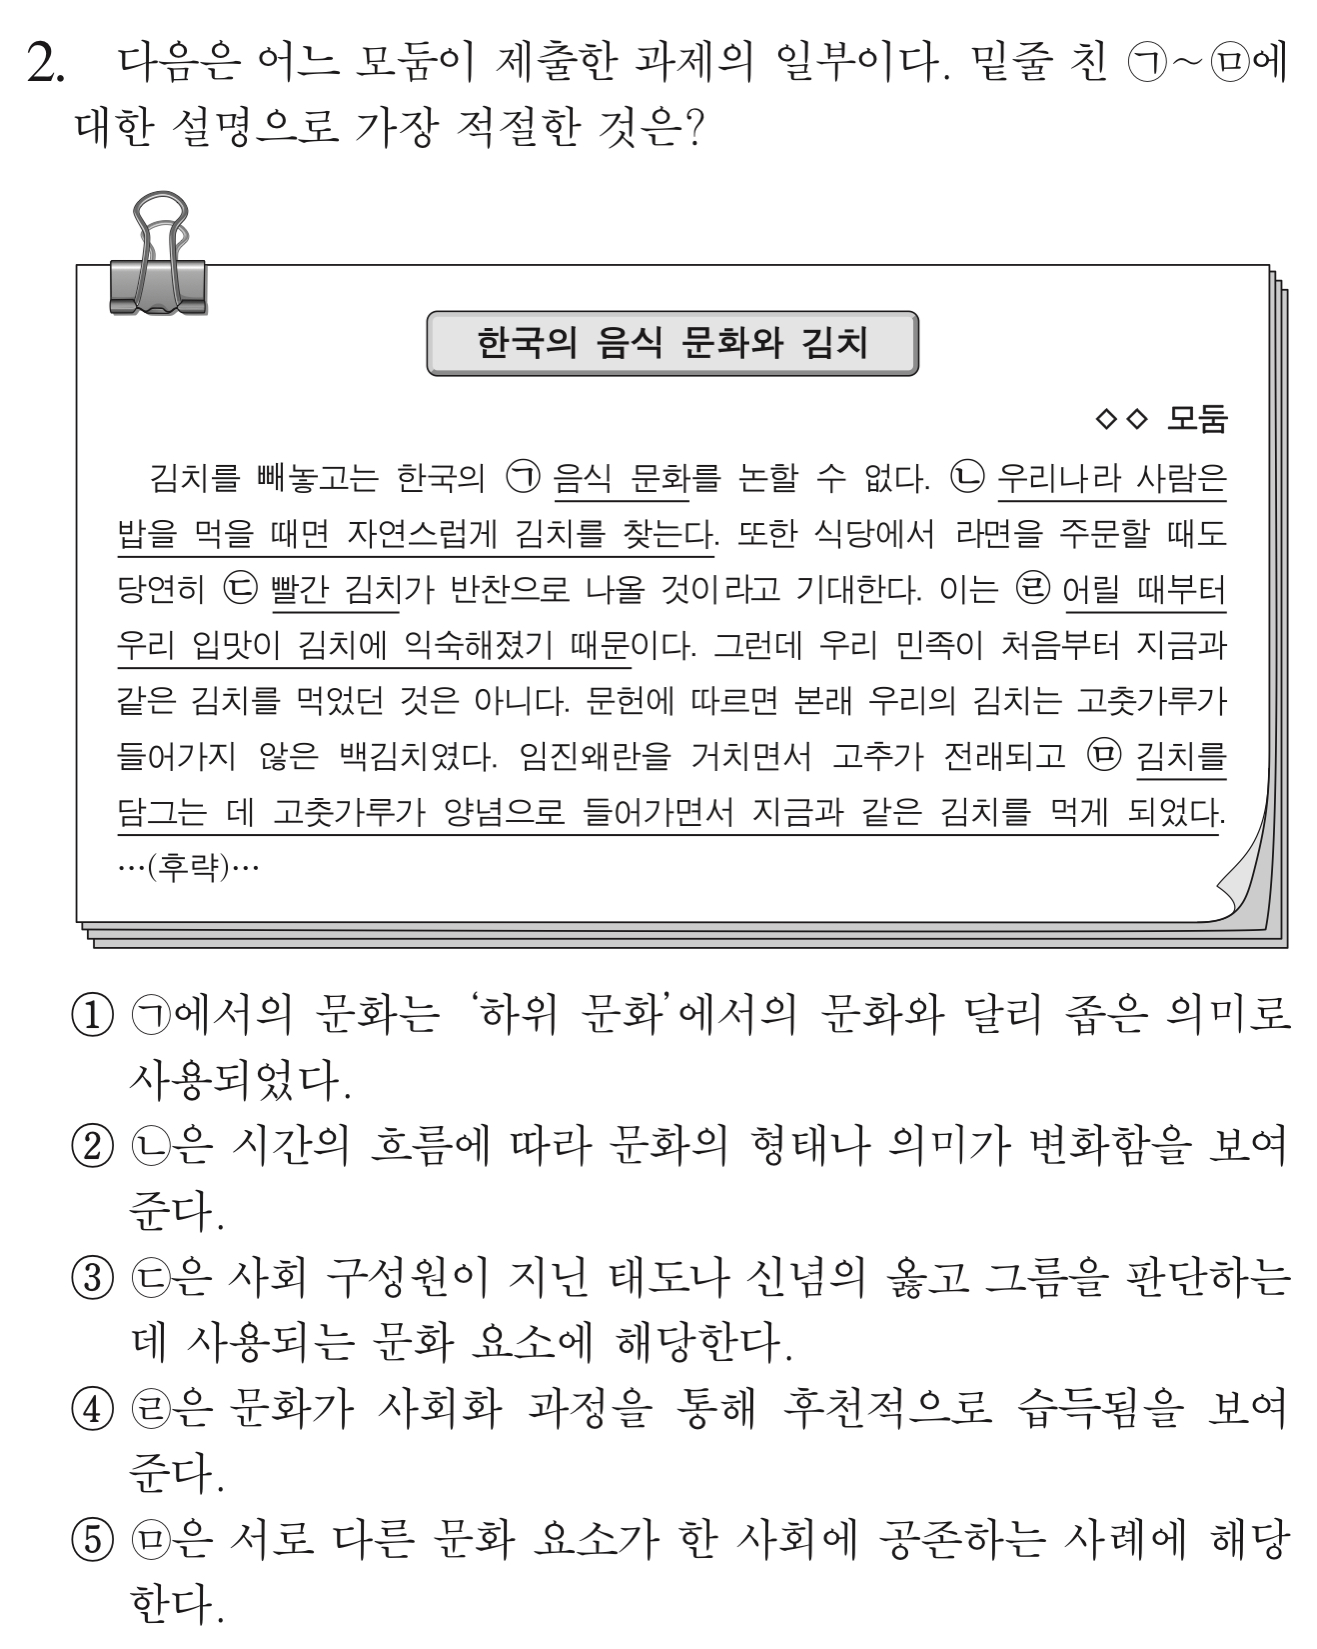 2. 다음은 어느 모둠이 제출한 과제의 일부이다. 밑줄 친 ㉠～㉤에
대한 설명으로 가장 적절한 것은?
한국의 음식 문화와 김치
◇◇ 모둠
김치를 빼놓고는 한국의 ㉠ 음식 문화를 논할 수 없다. ㉡ 우리나라 사람은
밥을 먹을 때면 자연스럽게 김치를 찾는다. 또한 식당에서 라면을 주문할 때도
당연히 ㉢ 빨간 김치가 반찬으로 나올 것이라고 기대한다. 이는 ㉣ 어릴 때부터
우리 입맛이 김치에 익숙해졌기 때문이다. 그런데 우리 민족이 처음부터 지금과
같은 김치를 먹었던 것은 아니다. 문헌에 따르면 본래 우리의 김치는 고춧가루가
들어가지 않은 백김치였다. 임진왜란을 거치면서 고추가 전래되고 ㉤ 김치를
담그는 데 고춧가루가 양념으로 들어가면서 지금과 같은 김치를 먹게 되었다.
…(후략)…
① ㉠에서의 문화는 ‘하위 문화’에서의 문화와 달리 좁은 의미로
사용되었다.
② ㉡은 시간의 흐름에 따라 문화의 형태나 의미가 변화함을 보여
준다.
③ ㉢은 사회 구성원이 지닌 태도나 신념의 옳고 그름을 판단하는
데 사용되는 문화 요소에 해당한다.
④ ㉣은 문화가 사회화 과정을 통해 후천적으로 습득됨을 보여
준다.
⑤ ㉤은 서로 다른 문화 요소가 한 사회에 공존하는 사례에 해당
한다.